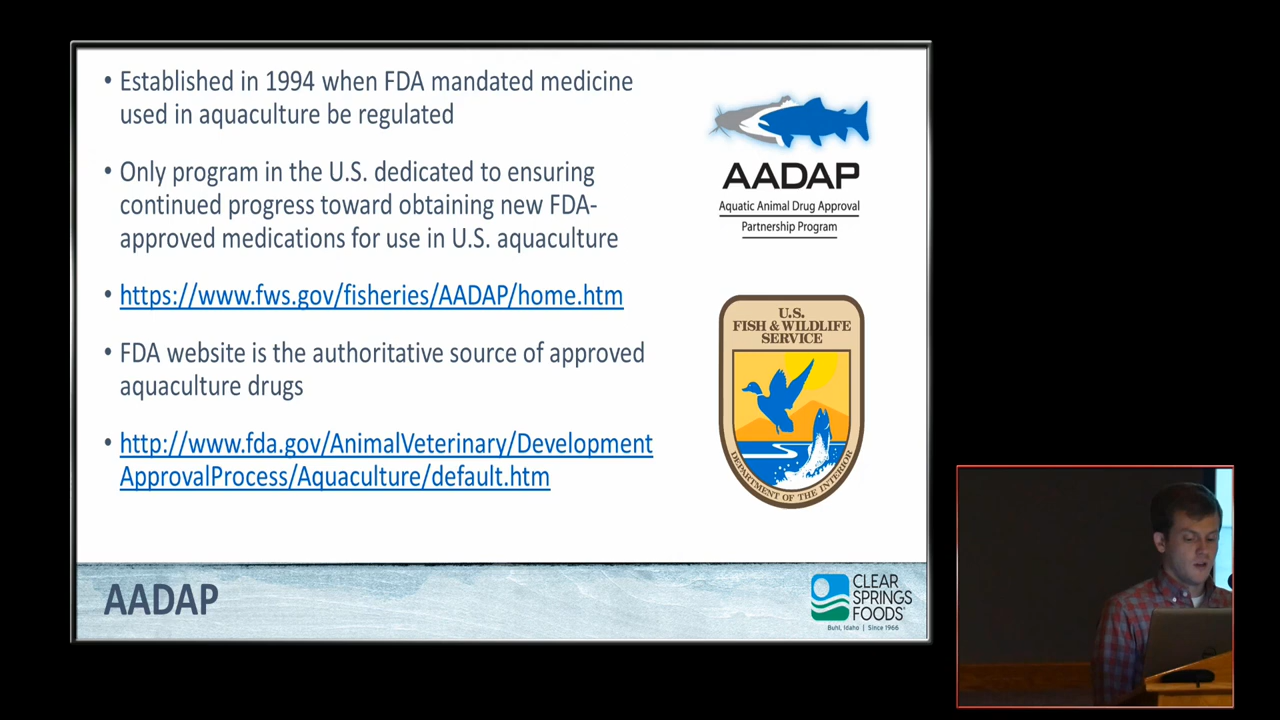 • Established in 1994 when FDA mandated medicine
used in aquaculture be regulated
• Only program in the U.S. dedicated to ensuring
continued progress toward obtaining new FDA-
approved medications for use in U.S. aquaculture
• https://www.fws.gov/fisheries/AADAP/home.htm
• FDA website is the authoritative source of approved
aquaculture drugs
• http://www.fda.gov/AnimalVeterinary/Development
ApprovalProcess/Aquaculture/default.htm
AADAP
Aquatic Animal Drug Approval
Partnership Program
U.S.
FISH & WILDLIFE
SERVICE
DEPARTMENT OF THE INTERIOR
AADAP
CLEAR
SPRINGS
FOODS®
Buhl, Idaho | Since 1966